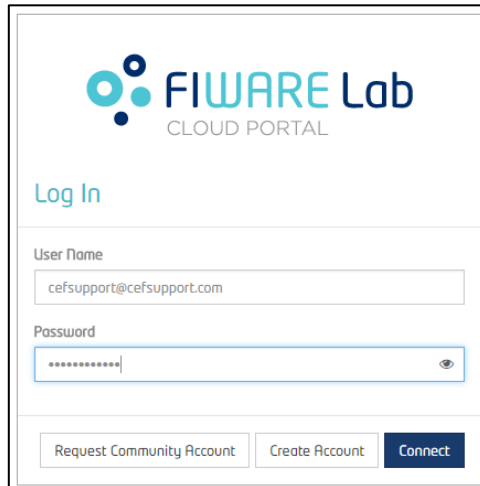 FIWARE Lab
CLOUD PORTAL
Log In
User Name
cefsupport@cefsupport.com
Password
••••••••••••
Request Community Account Create Account Connect